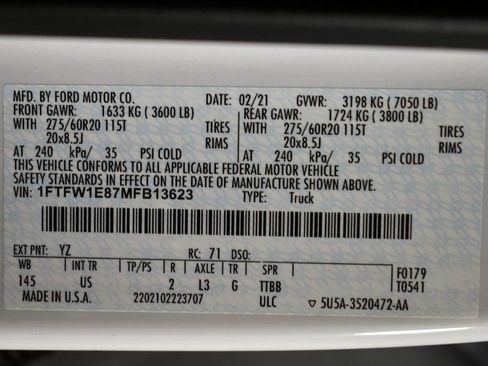 MFD. BY FORD MOTOR CO. DATE: 02/21 GVWR: 3198 KG ( 7050 LB)
FRONT GAWR: 1633 KG ( 3600 LB) REAR GAWR: 1724 KG ( 3800 LB)
WITH 275/60R20 115T TIRES WITH 275/60R20 115T TIRES
20x8.5J RIMS 20x8.5J RIMS
AT 240 kPa/ 35 PSI COLD AT 240 kPa/ 35 PSI COLD
THIS VEHICLE CONFORMS TO ALL APPLICABLE FEDERAL MOTOR VEHICLE
SAFETY STANDARDS IN EFFECT ON THE DATE OF MANUFACTURE SHOWN ABOVE.
VIN: 1FTFW1E87MFB13623 TYPE: Truck
EXT PNT: YZ RC: 71 DSO:
WB INT TR TP/PS R AXLE TR SPR F0179
145 US 2 L3 G TTBB T0541
MADE IN U.S.A. 2202102223707 ULC ▽ 5U5A-3520472-AA